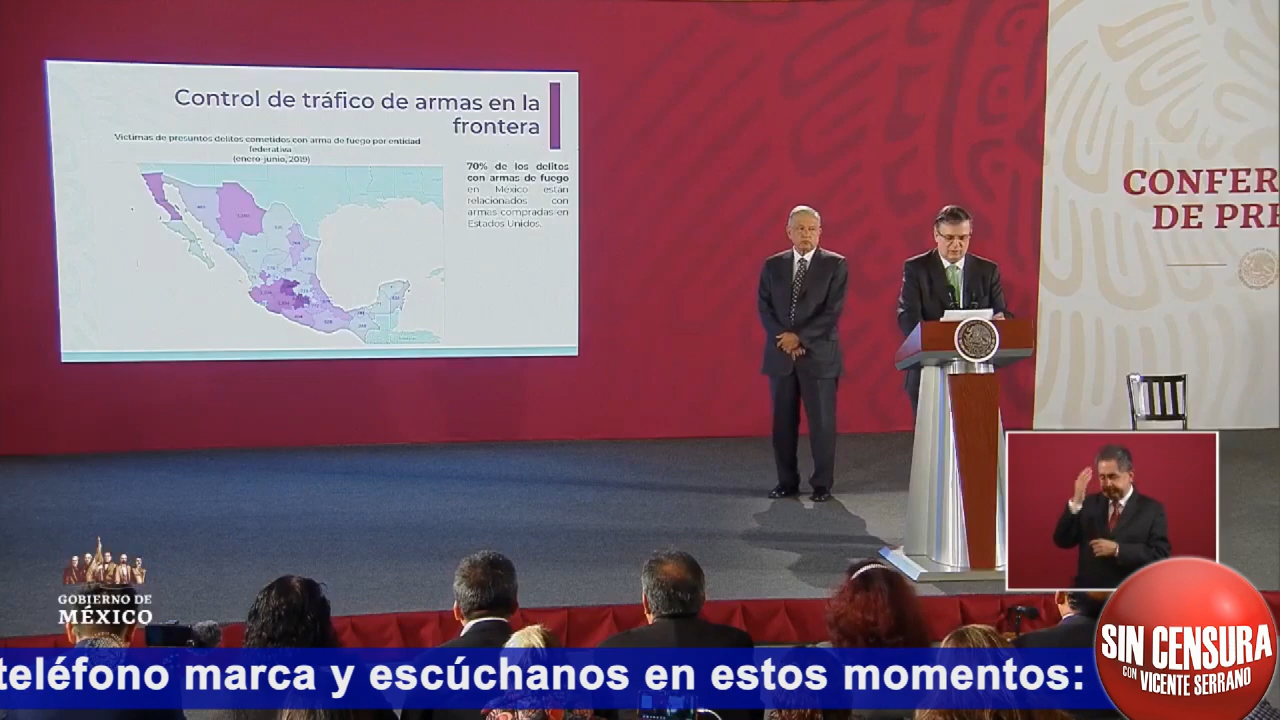 Control de tráfico de armas en la
frontera
Víctimas de presuntos delitos cometidos con arma de fuego por entidad
federativa
(enero-junio, 2019)
70% de los delitos
con armas de fuego
en México están
relacionados con
armas compradas en
Estados Unidos.
CONFER
DE PRE
GOBIERNO DE
MÉXICO
teléfono marca y escúchanos en estos momentos:
SIN CENSURA
CON
VICENTE SERRANO